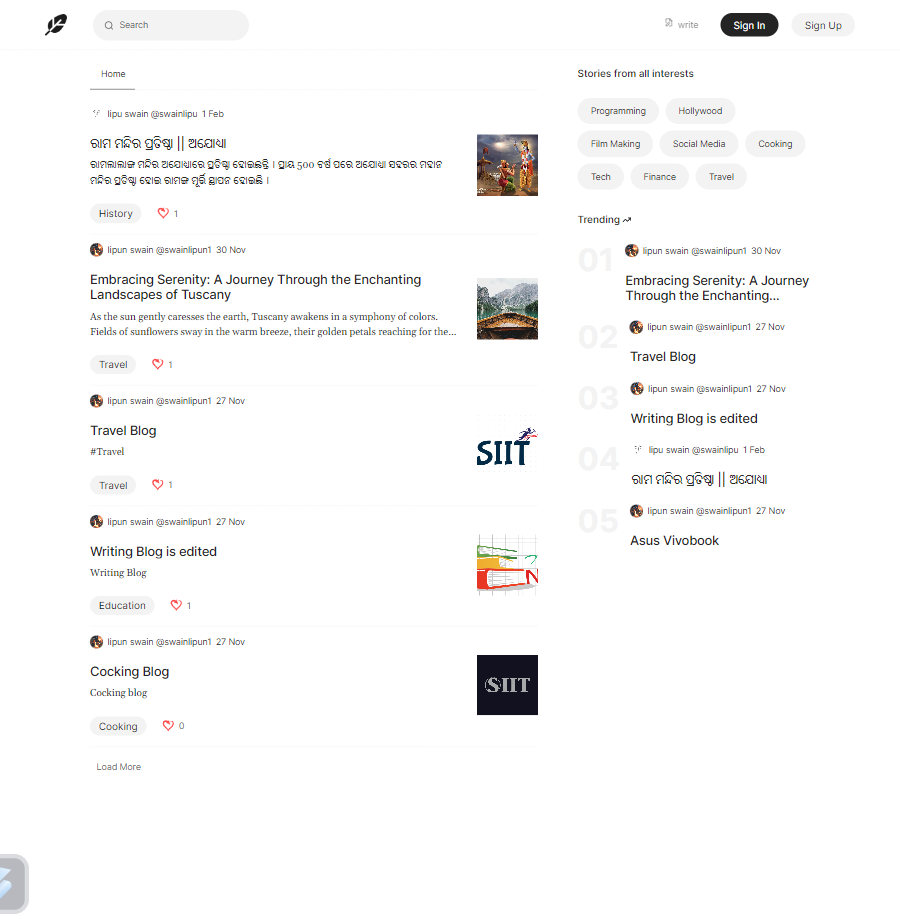 Search
write
Sign In
Sign Up
Home
lipu swain @swainlipu 1 Feb
ରାମ ମନ୍ଦିର ପ୍ରତିଷ୍ଠା || ଅଯୋଧ୍ୟା
ରାମଲାଲାଙ୍କ ମନ୍ଦିର ଅଯୋଧ୍ୟାରେ ପ୍ରତିଷ୍ଠା ହୋଇଛନ୍ତି । ପ୍ରାୟ 500 ବର୍ଷ ପରେ ଅଯୋଧ୍ୟା ସହରର ମହାନ
ମନ୍ଦିର ପ୍ରତିଷ୍ଠା ହୋଇ ରାମଙ୍କ ମୂର୍ତ୍ତି ସ୍ଥାପନ ହୋଇଛି ।
History
1
lipun swain @swainlipun1 30 Nov
Embracing Serenity: A Journey Through the Enchanting
Landscapes of Tuscany
As the sun gently caresses the earth, Tuscany awakens in a symphony of colors.
Fields of sunflowers sway in the warm breeze, their golden petals reaching for the...
Travel
1
lipun swain @swainlipun1 27 Nov
Travel Blog
#Travel
SIIT
Travel
1
lipun swain @swainlipun1 27 Nov
Writing Blog is edited
Writing Blog
Education
1
lipun swain @swainlipun1 27 Nov
Cocking Blog
Cocking blog
SIIT
Cooking
0
Load More
Stories from all interests
Programming
Hollywood
Film Making
Social Media
Cooking
Tech
Finance
Travel
Trending
01
lipun swain @swainlipun1 30 Nov
Embracing Serenity: A Journey
Through the Enchanting...
02
lipun swain @swainlipun1 27 Nov
Travel Blog
03
lipun swain @swainlipun1 27 Nov
Writing Blog is edited
04
lipu swain @swainlipu 1 Feb
ରାମ ମନ୍ଦିର ପ୍ରତିଷ୍ଠା || ଅଯୋଧ୍ୟା
05
lipun swain @swainlipun1 27 Nov
Asus Vivobook